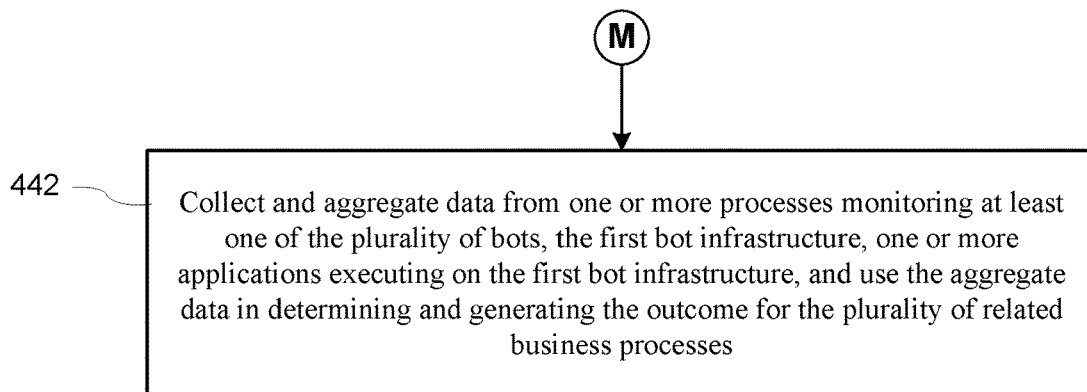 M
442
Collect and aggregate data from one or more processes monitoring at least
one of the plurality of bots, the first bot infrastructure, one or more
applications executing on the first bot infrastructure, and use the aggregate
data in determining and generating the outcome for the plurality of related
business processes